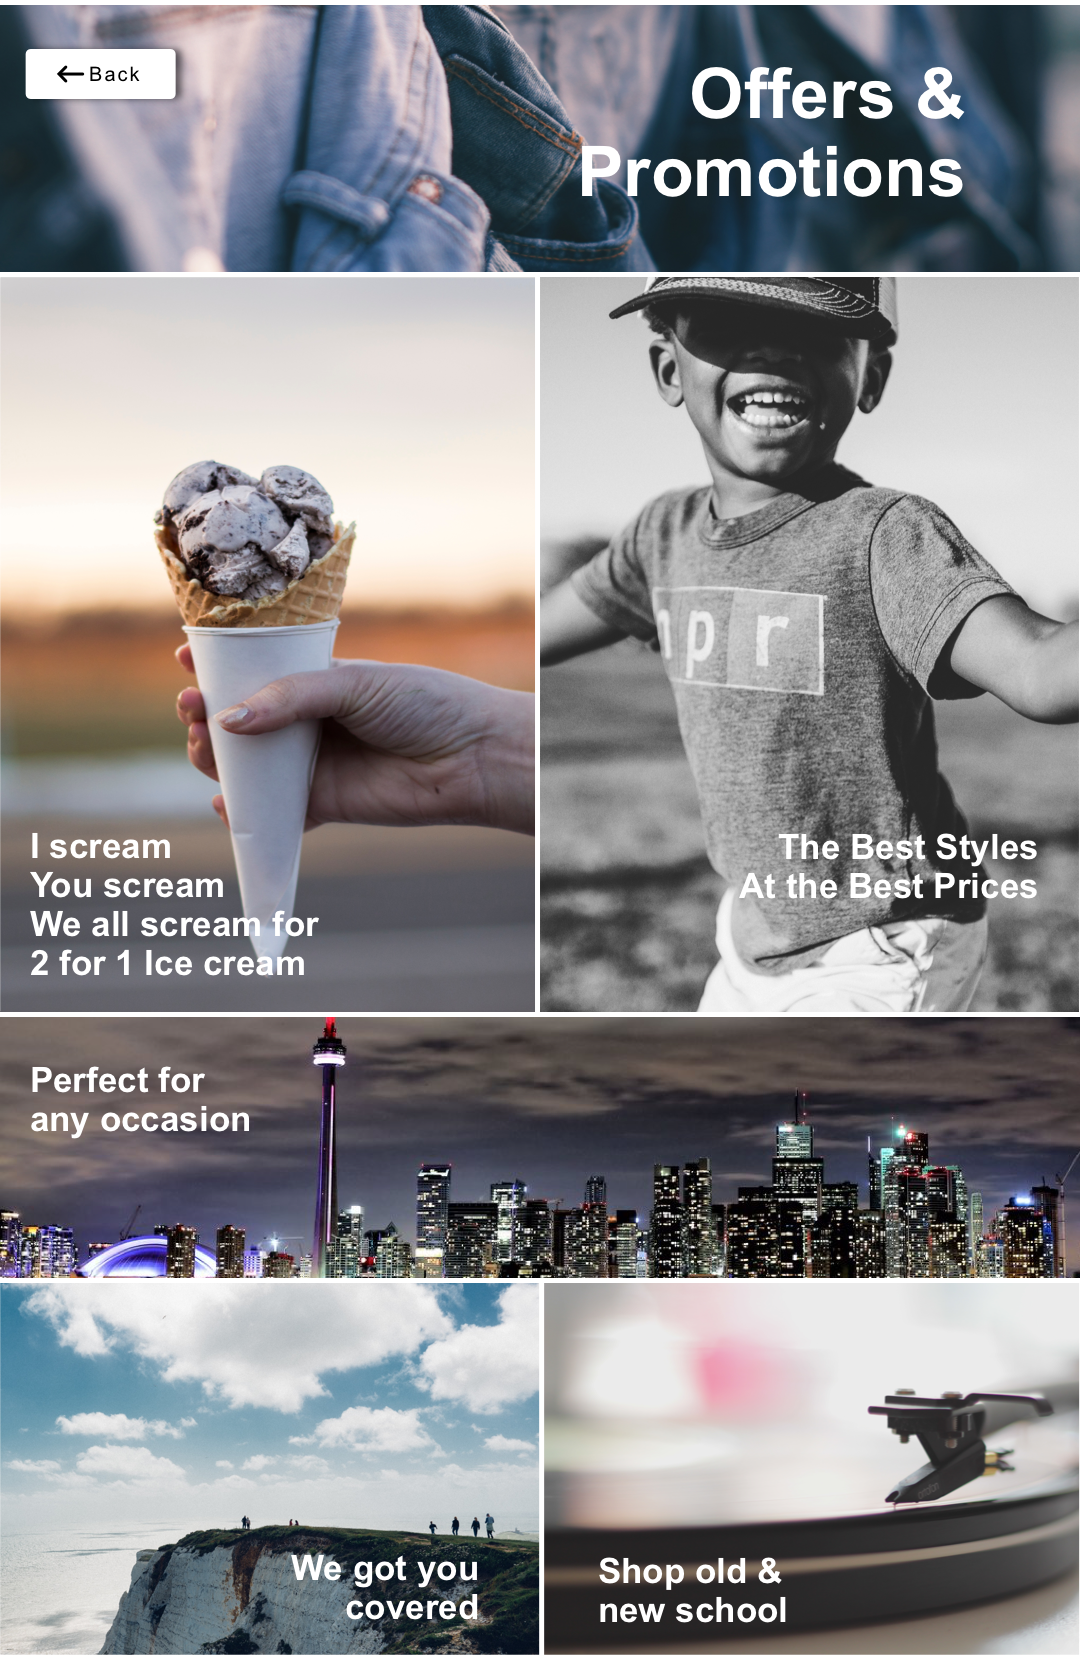 Back
Offers &
Promotions
npr
I scream
You scream
We all scream for
2 for 1 Ice cream
The Best Styles
At the Best Prices
Perfect for
any occasion
We got you
covered
Shop old &
new school